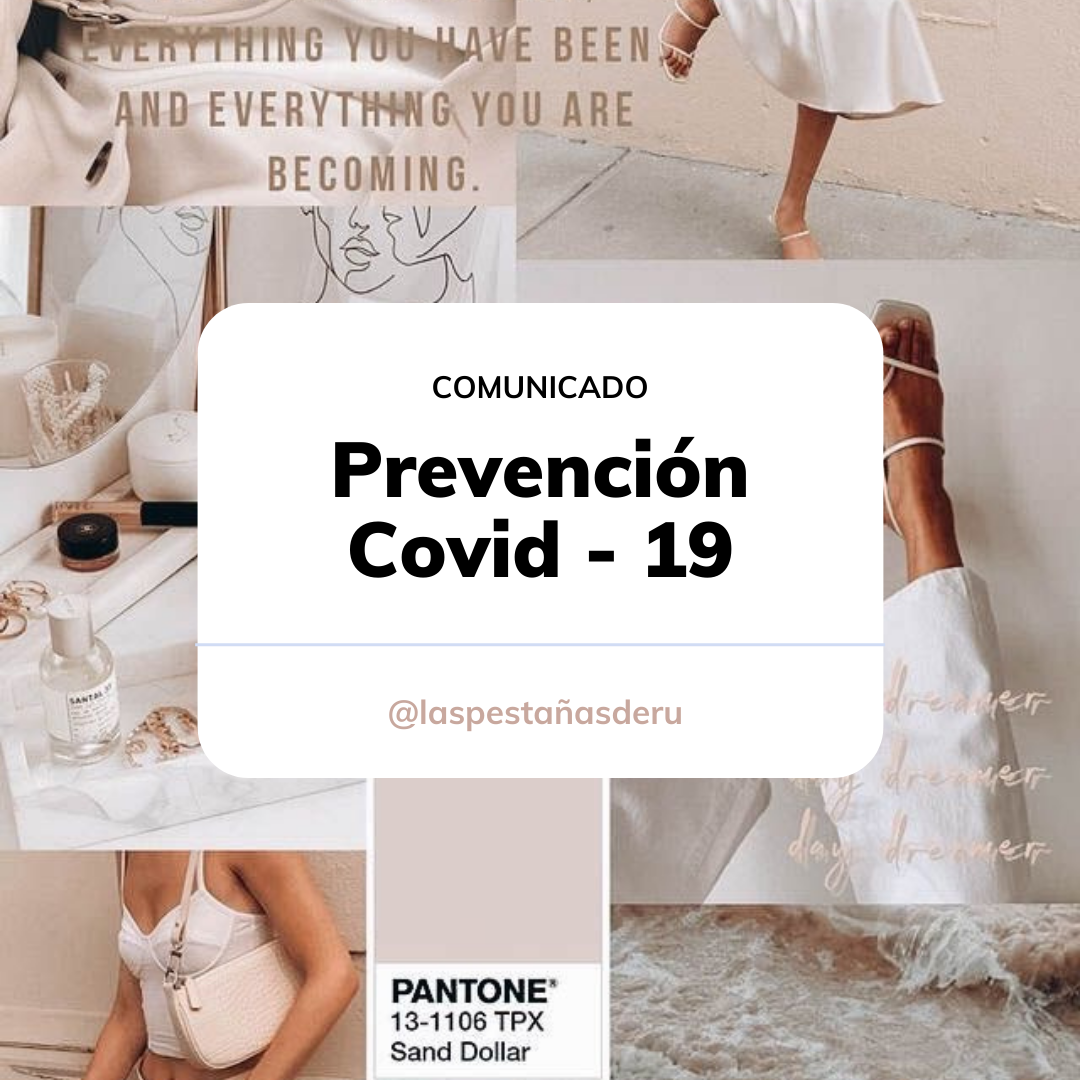 EVERYTHING YOU HAVE BEEN,
AND EVERYTHING YOU ARE
BECOMING.
COMUNICADO
Prevención
Covid - 19
@laspestañasderu
SANTAL
dreamer
day dreamer
day dreamer
PANTONE®
13-1106 TPX
Sand Dollar